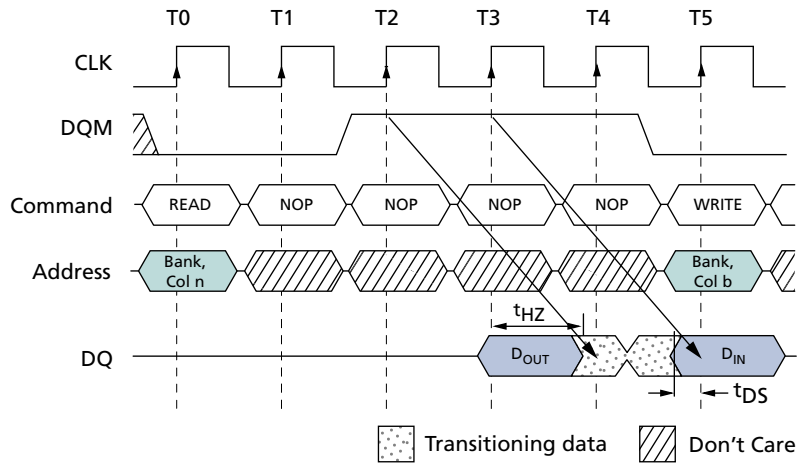 T0 T1 T2 T3 T4 T5
CLK
DQM
Command READ NOP NOP NOP NOP WRITE
Address Bank, Col n Bank, Col b
tHZ
DQ DOUT DIN
tDS
Transitioning data Don't Care